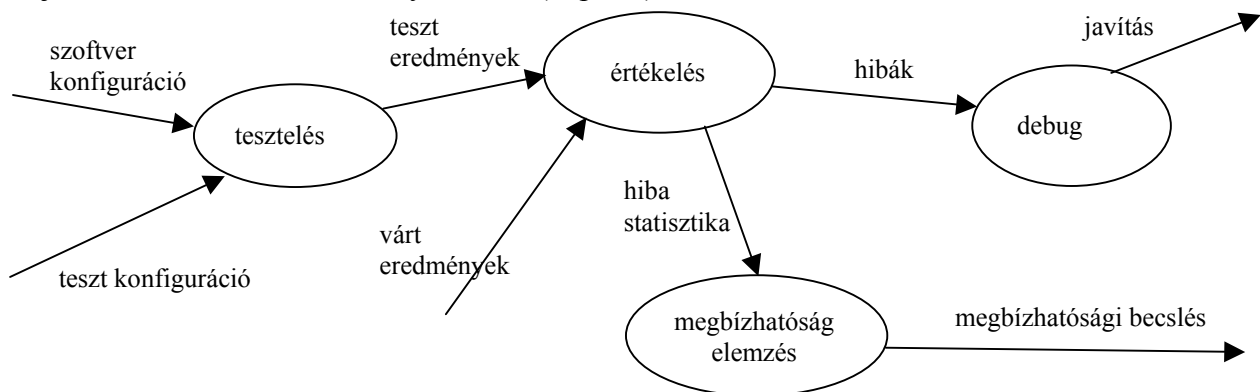 teszt
eredmények
javítás
szoftver
konfiguráció
értékelés
hibák
tesztelés
debug
hiba
statisztika
várt
eredmények
teszt konfiguráció
megbízhatóság
elemzés
megbízhatósági becslés